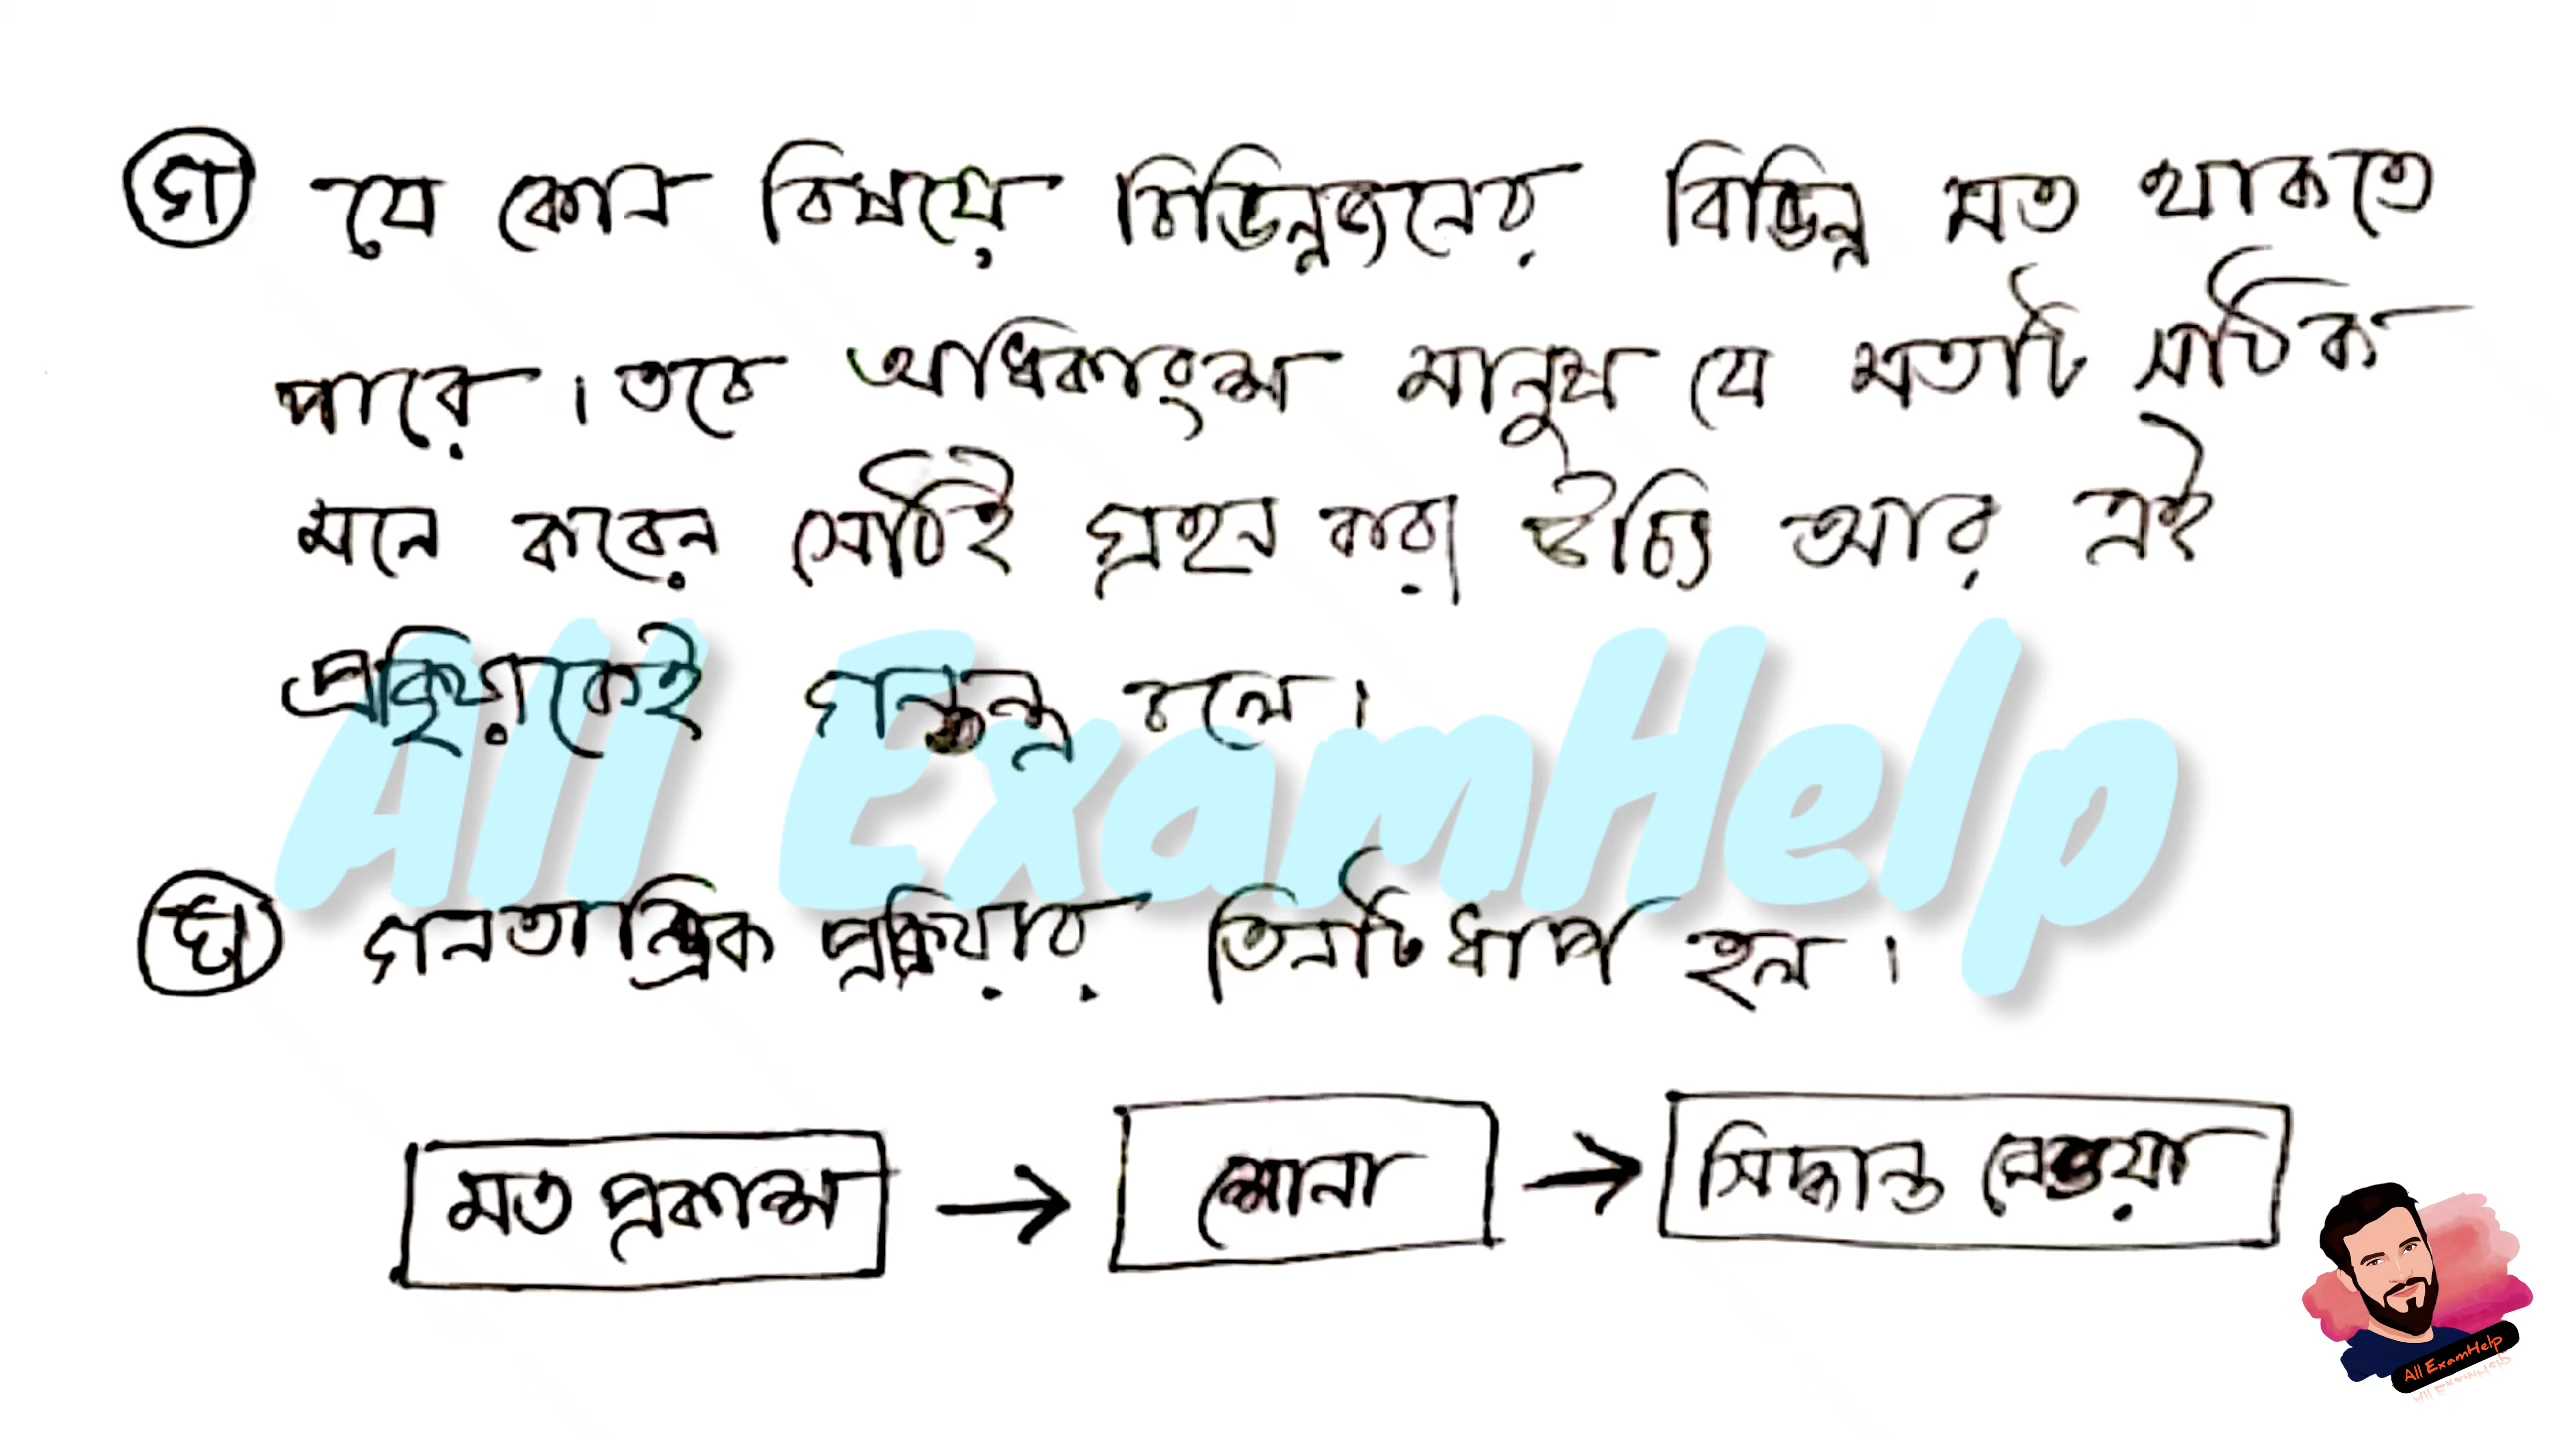 গ যে কোন বিষয়ে বিভিন্নজনের বিভিন্ন মত থাকতে
পারে । তবে অধিকাংশ মানুষ যে মতটি সঠিক
মনে করেন সেটিই গ্রহন করা উচিৎ আর এই
প্রক্রিয়াকেই গনতন্ত্র বলে ।
All ExamHelp
ঘ গনতান্ত্রিক প্রক্রিয়ার তিনটি ধাপ হল ।
মত প্রকাশ → শোনা → সিদ্ধান্ত নেওয়া
All ExamHelp